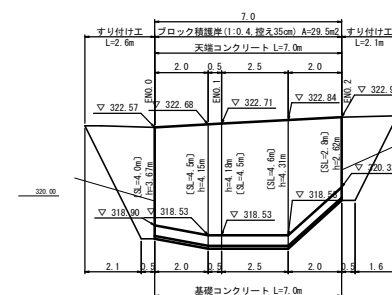 7.0
すり付け工
L=2.6m
ブロック積護岸(1:0.4,控え35cm) A=29.5m2
すり付け工
L=2.1m
天端コンクリート L=7.0m
2.0 0.5 2.5 2.0
ENO.0
ENO.1
ENO.2
▽ 322.57
▽ 322.68
▽ 322.71
▽ 322.84
▽ 322.9
[SL=4.0m]
h=3.67m
[SL=4.5m]
h=4.15m
h=4.18m
[SL=4.5m]
[SL=4.6m]
h=4.31m
[SL=2.8m]
h=2.62m
320.00
▽ 318.90
▽ 318.53
▽ 318.53
▽ 318.53
▽ 320.3
2.1 0.5 2.0 0.5 2.5 2.0 0.5 1.6
基礎コンクリート L=7.0m